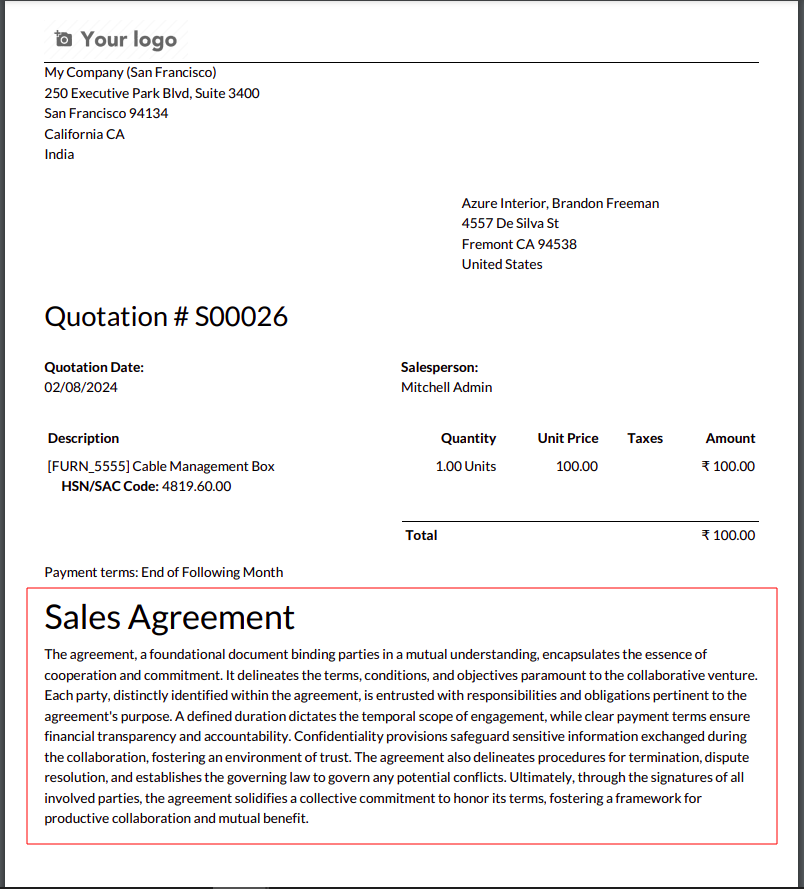 Your logo
My Company (San Francisco)
250 Executive Park Blvd, Suite 3400
San Francisco 94134
California CA
India
Azure Interior, Brandon Freeman
4557 De Silva St
Fremont CA 94538
United States
Quotation # S00026
Quotation Date: Salesperson:
02/08/2024 Mitchell Admin
Description Quantity Unit Price Taxes Amount
[FURN_5555] Cable Management Box 1.00 Units 100.00 ₹ 100.00
HSN/SAC Code: 4819.60.00
Total ₹ 100.00
Payment terms: End of Following Month
Sales Agreement
The agreement, a foundational document binding parties in a mutual understanding, encapsulates the essence of
cooperation and commitment. It delineates the terms, conditions, and objectives paramount to the collaborative venture.
Each party, distinctly identified within the agreement, is entrusted with responsibilities and obligations pertinent to the
agreement's purpose. A defined duration dictates the temporal scope of engagement, while clear payment terms ensure
financial transparency and accountability. Confidentiality provisions safeguard sensitive information exchanged during
the collaboration, fostering an environment of trust. The agreement also delineates procedures for termination, dispute
resolution, and establishes the governing law to govern any potential conflicts. Ultimately, through the signatures of all
involved parties, the agreement solidifies a collective commitment to honor its terms, fostering a framework for
productive collaboration and mutual benefit.